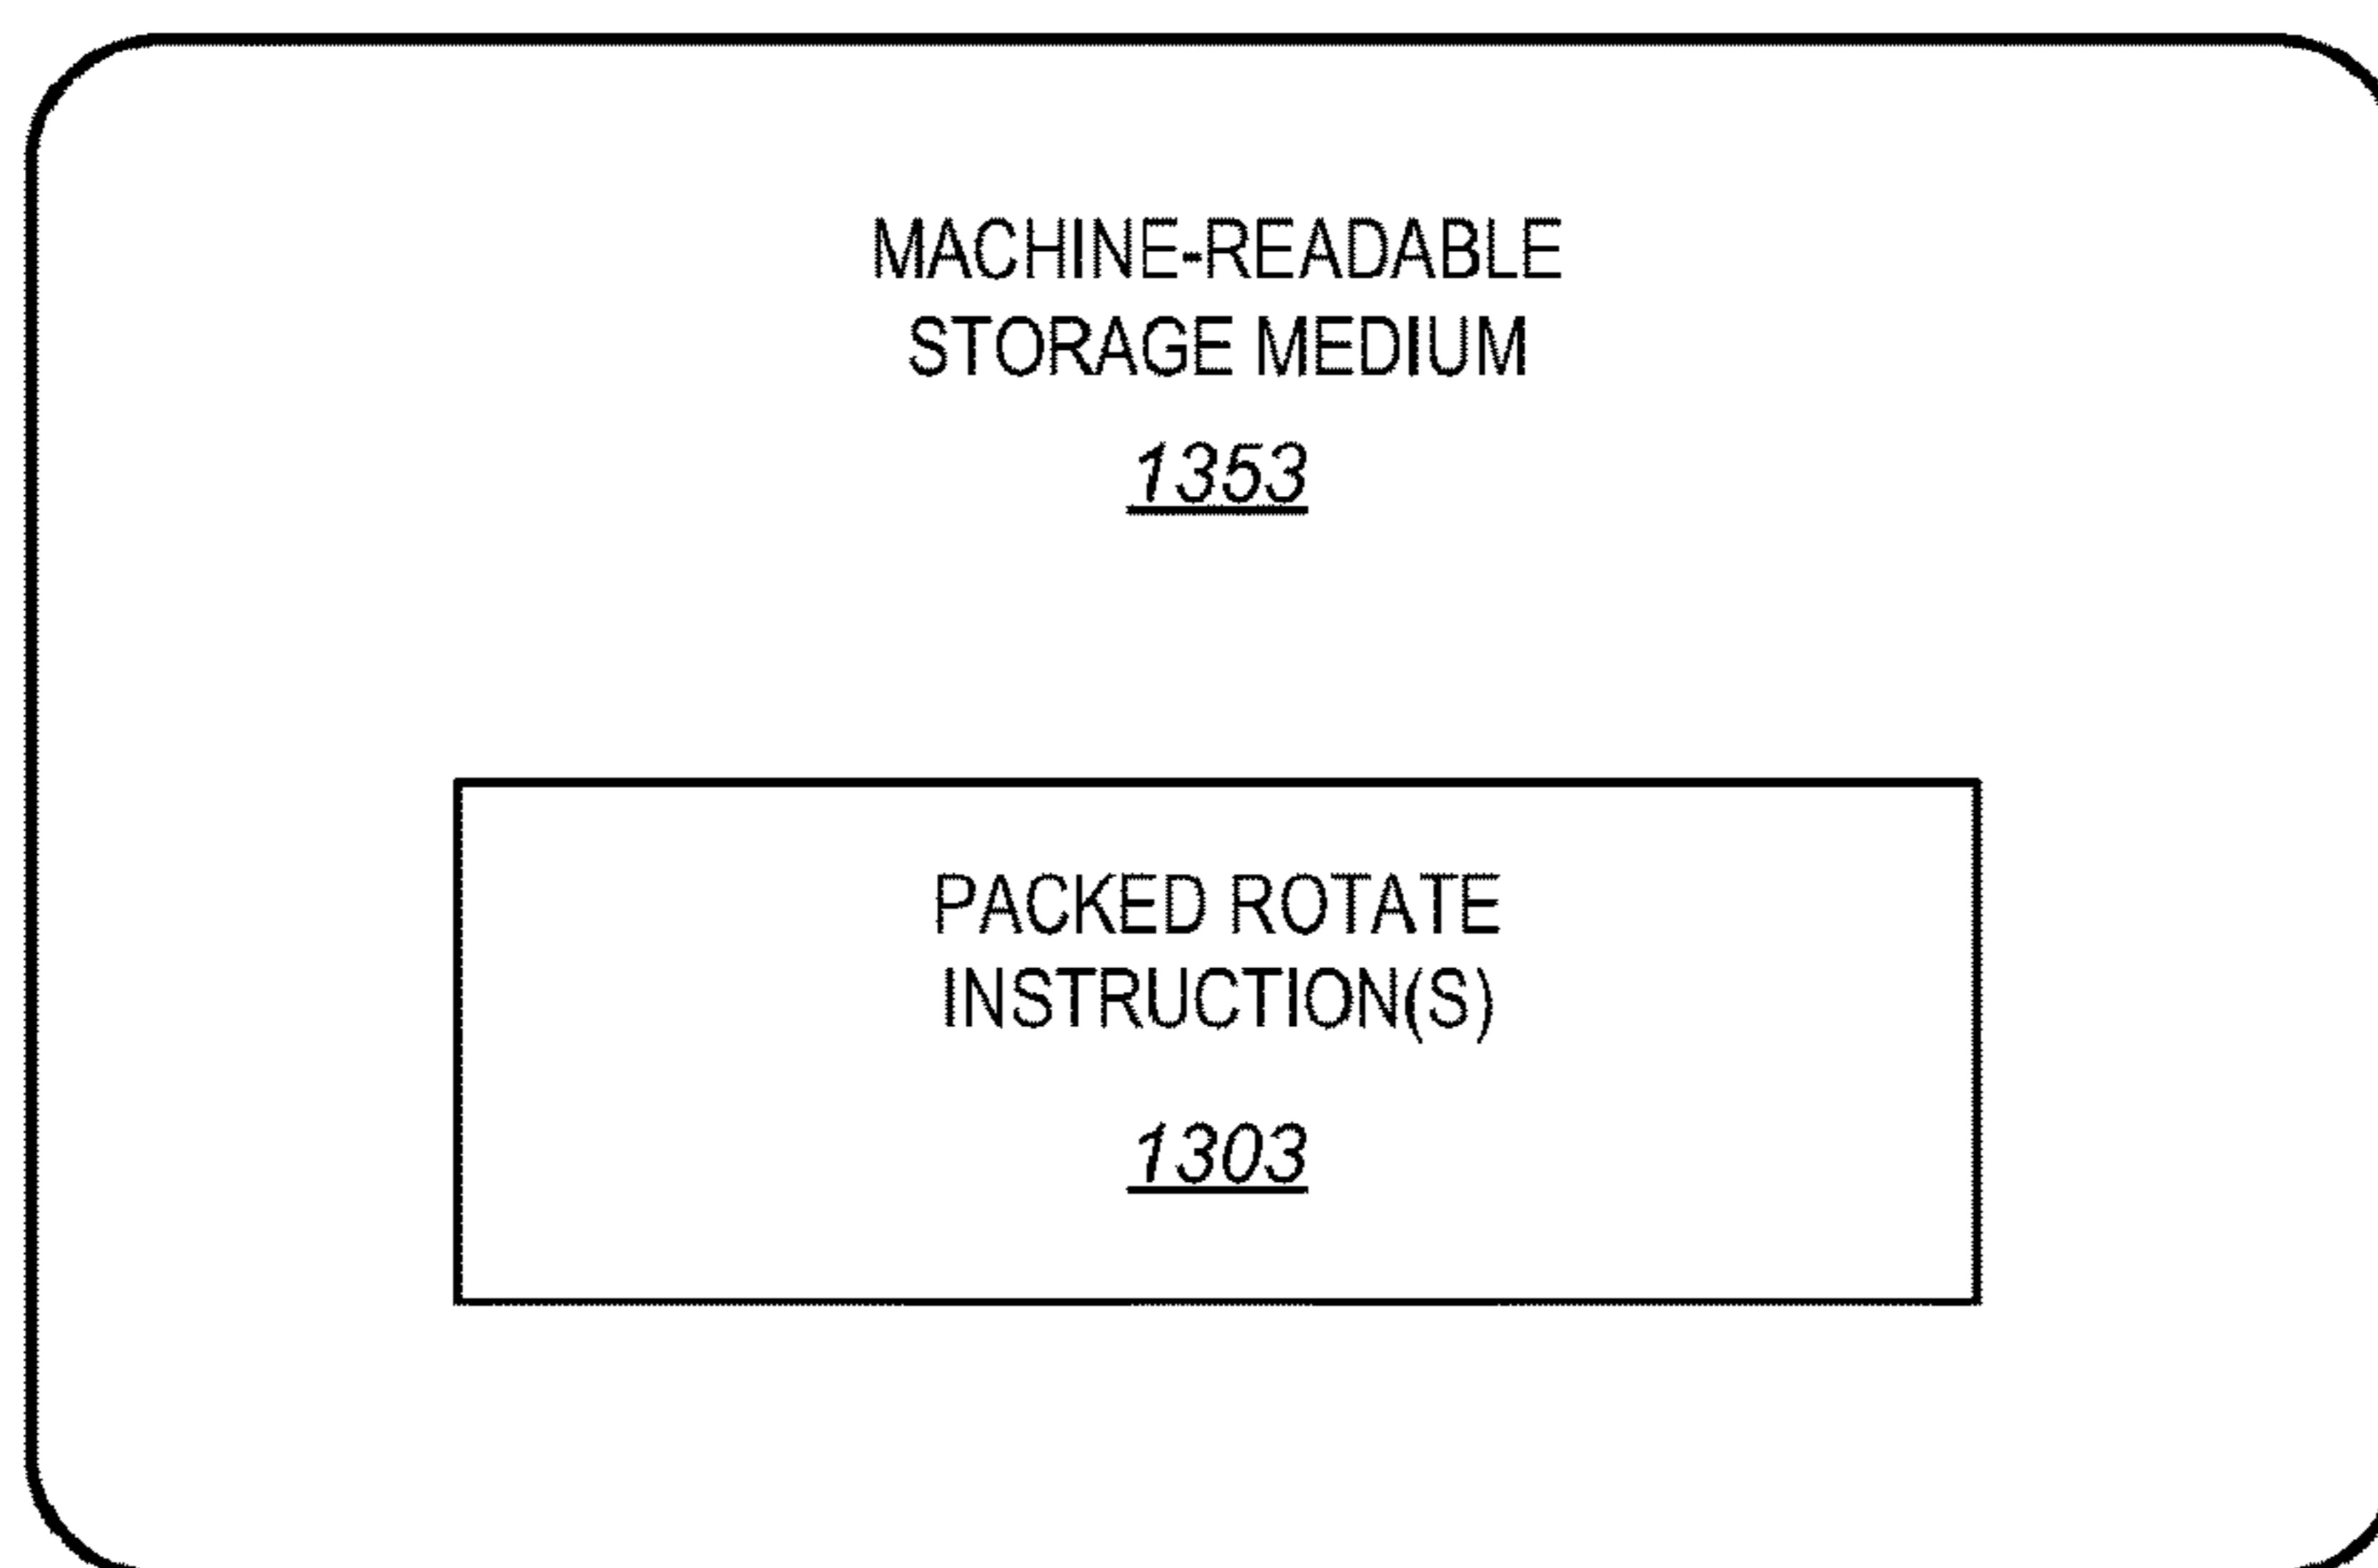 MACHINE-READABLE
STORAGE MEDIUM
1353
PACKED ROTATE
INSTRUCTION(S)
1303